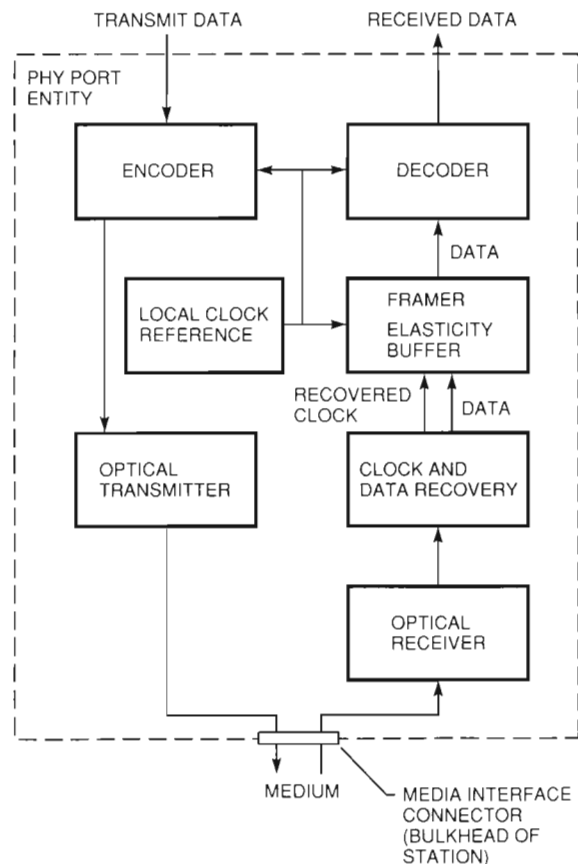 TRANSMIT DATA
RECEIVED DATA
PHY PORT
ENTITY
ENCODER
DECODER
DATA
LOCAL CLOCK
REFERENCE
FRAMER
ELASTICITY
BUFFER
RECOVERED
CLOCK
DATA
OPTICAL
TRANSMITTER
CLOCK AND
DATA RECOVERY
OPTICAL
RECEIVER
MEDIUM
MEDIA INTERFACE
CONNECTOR
(BULKHEAD OF
STATION)